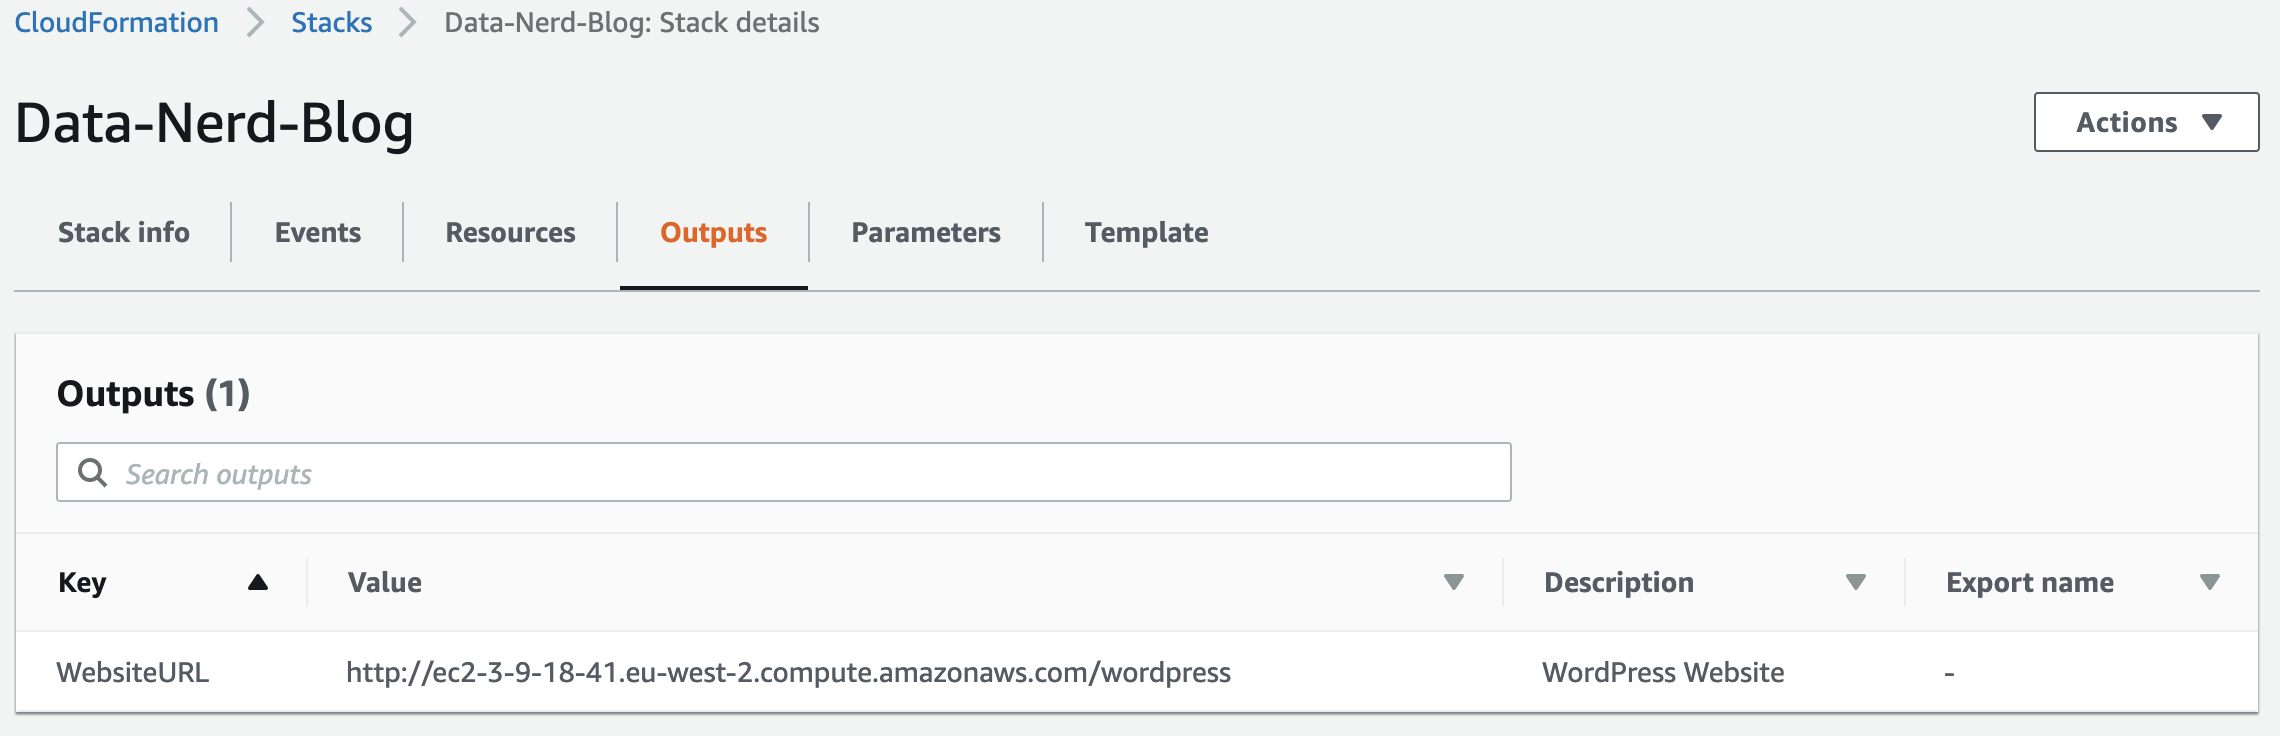 CloudFormation Stacks Data-Nerd-Blog: Stack details
Data-Nerd-Blog
Actions
Stack info Events Resources Outputs Parameters Template
Outputs (1)
Search outputs
Key Value Description Export name
WebsiteURL http://ec2-3-9-18-41.eu-west-2.compute.amazonaws.com/wordpress WordPress Website -